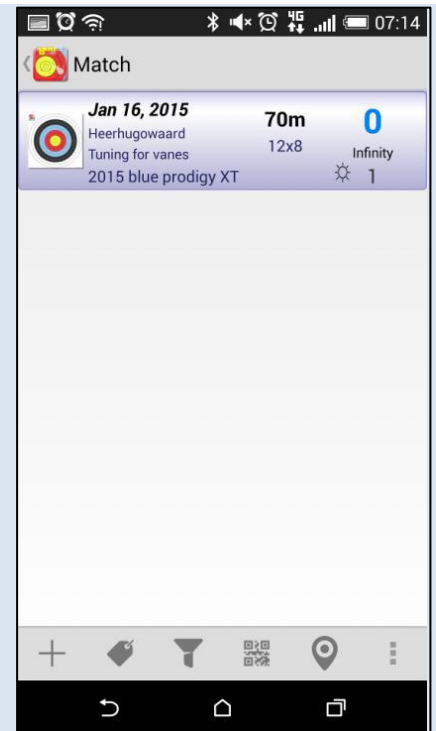 4G
07:14
Match
Jan 16, 2015
Heerhugowaard
Tuning for vanes
2015 blue prodigy XT
70m
12x8
0
Infinity
1